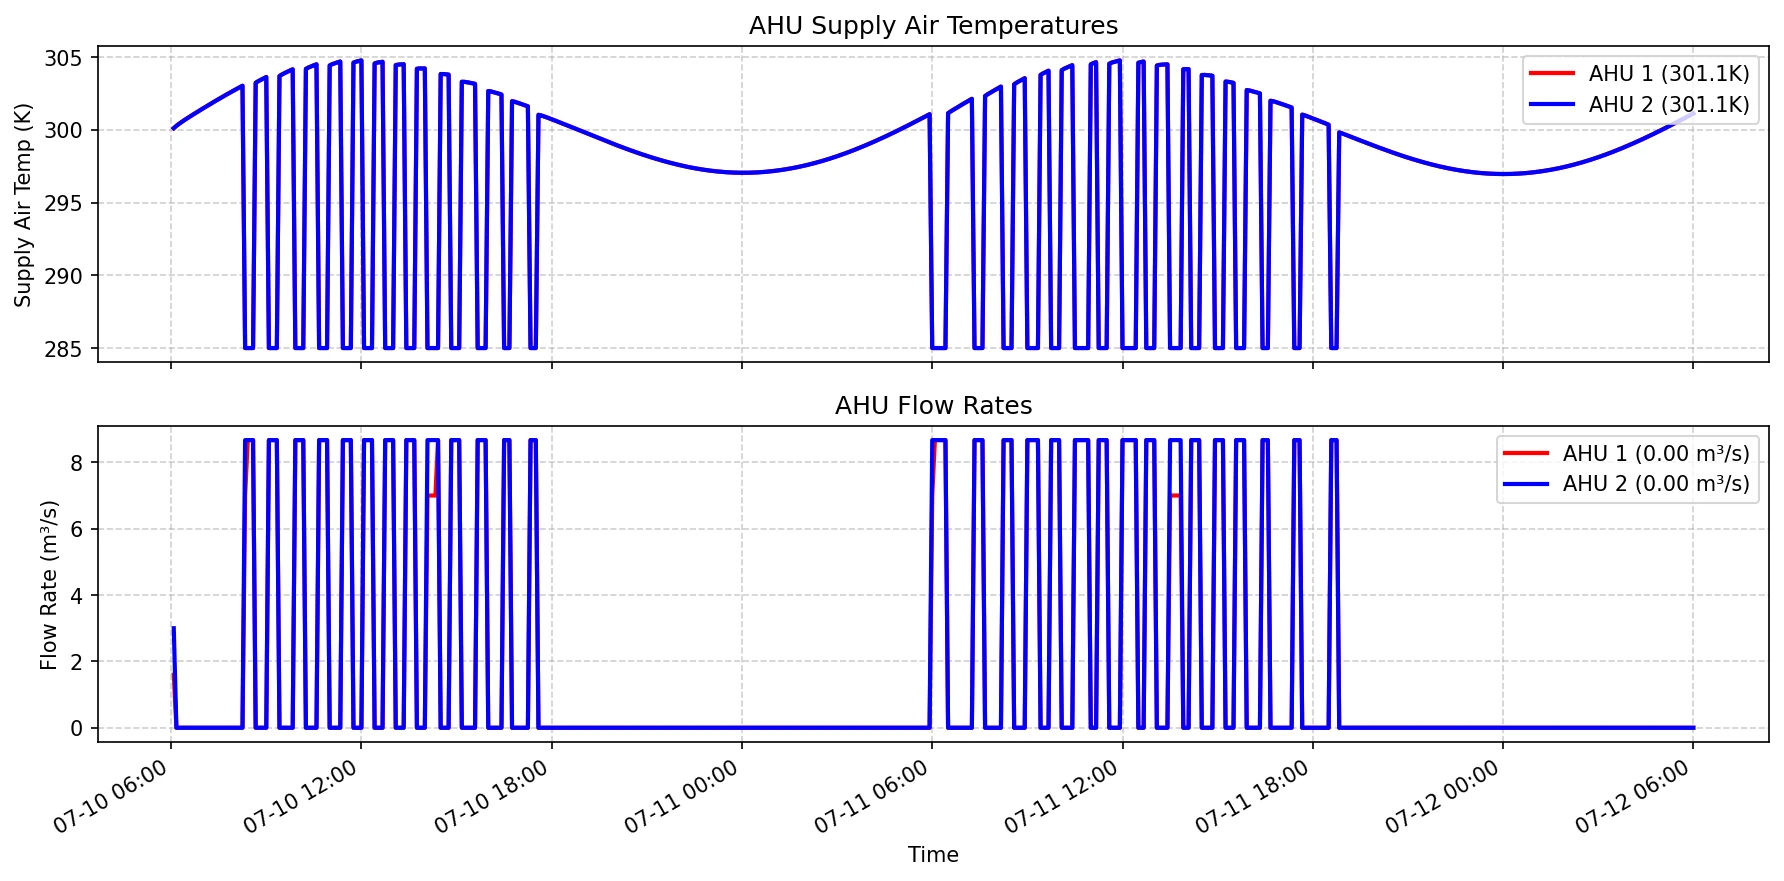 AHU Supply Air Temperatures
Supply Air Temp (K)
305
300
295
290
285
AHU 1 (301.1K)
AHU 2 (301.1K)
AHU Flow Rates
Flow Rate (m³/s)
8
6
4
2
0
AHU 1 (0.00 m³/s)
AHU 2 (0.00 m³/s)
07-10 06:00
07-10 12:00
07-10 18:00
07-11 00:00
07-11 06:00
07-11 12:00
07-11 18:00
07-12 00:00
07-12 06:00
Time